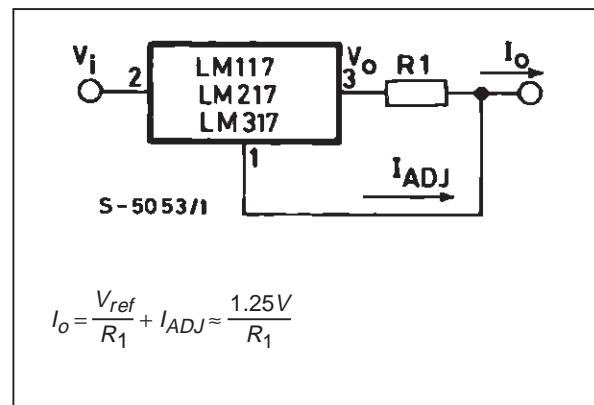 Vi
2
LM117
LM217
LM317
Vo
3
R1
Io
1
IADJ
S-5053/1
Io = Vref / R1 + IADJ ≈ 1.25V / R1